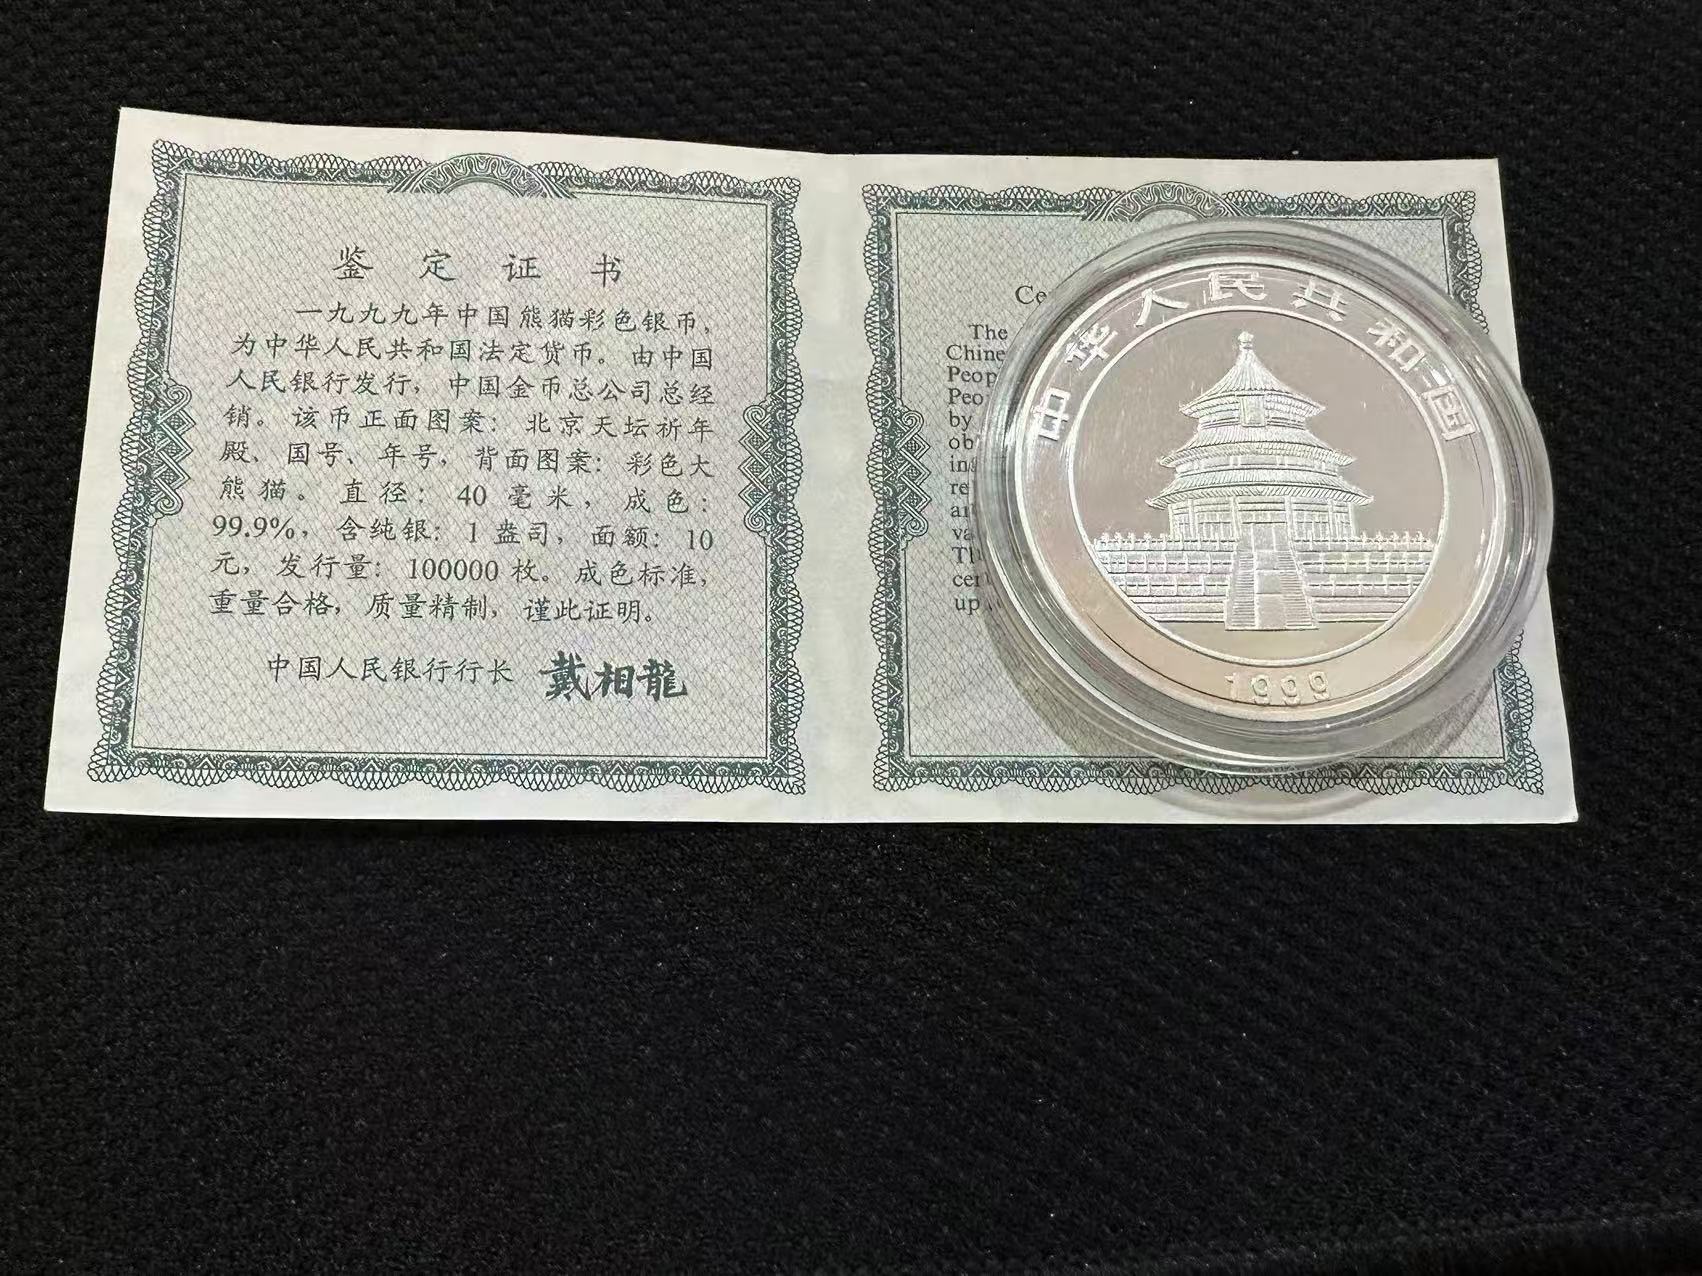 鉴定证书
一九九九年中国熊猫彩色银币，
为中华人民共和国法定货币。由中国
人民银行发行，中国金币总公司总经
销。该币正面图案：北京天坛祈年
殿、国号、年号，背面图案：彩色大
熊猫。直径：40毫米，成色：
99.9%，含纯银：1盎司，面额：10
元，发行量：100000枚。成色标准，
重量合格，质量精制，谨此证明。
中国人民银行行长 戴相龍
The
中华人民共和国
1999
by